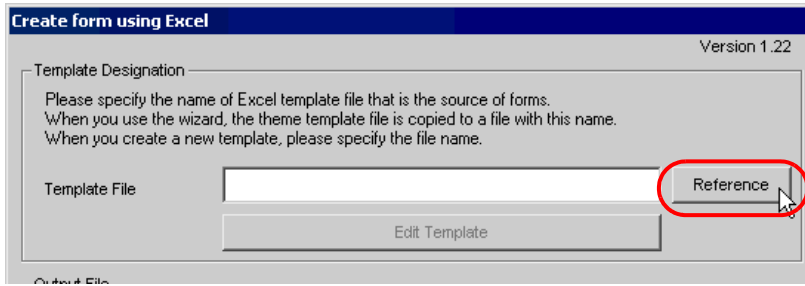 Create form using Excel
Version 1.22
Template Designation
Please specify the name of Excel template file that is the source of forms.
When you use the wizard, the theme template file is copied to a file with this name.
When you create a new template, please specify the file name.
Template File
Reference
Edit Template
Output File